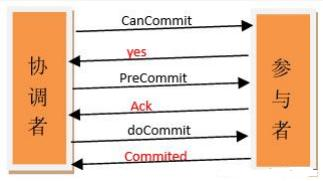 协调者
CanCommit
yes
PreCommit
Ack
doCommit
Commited
参与者